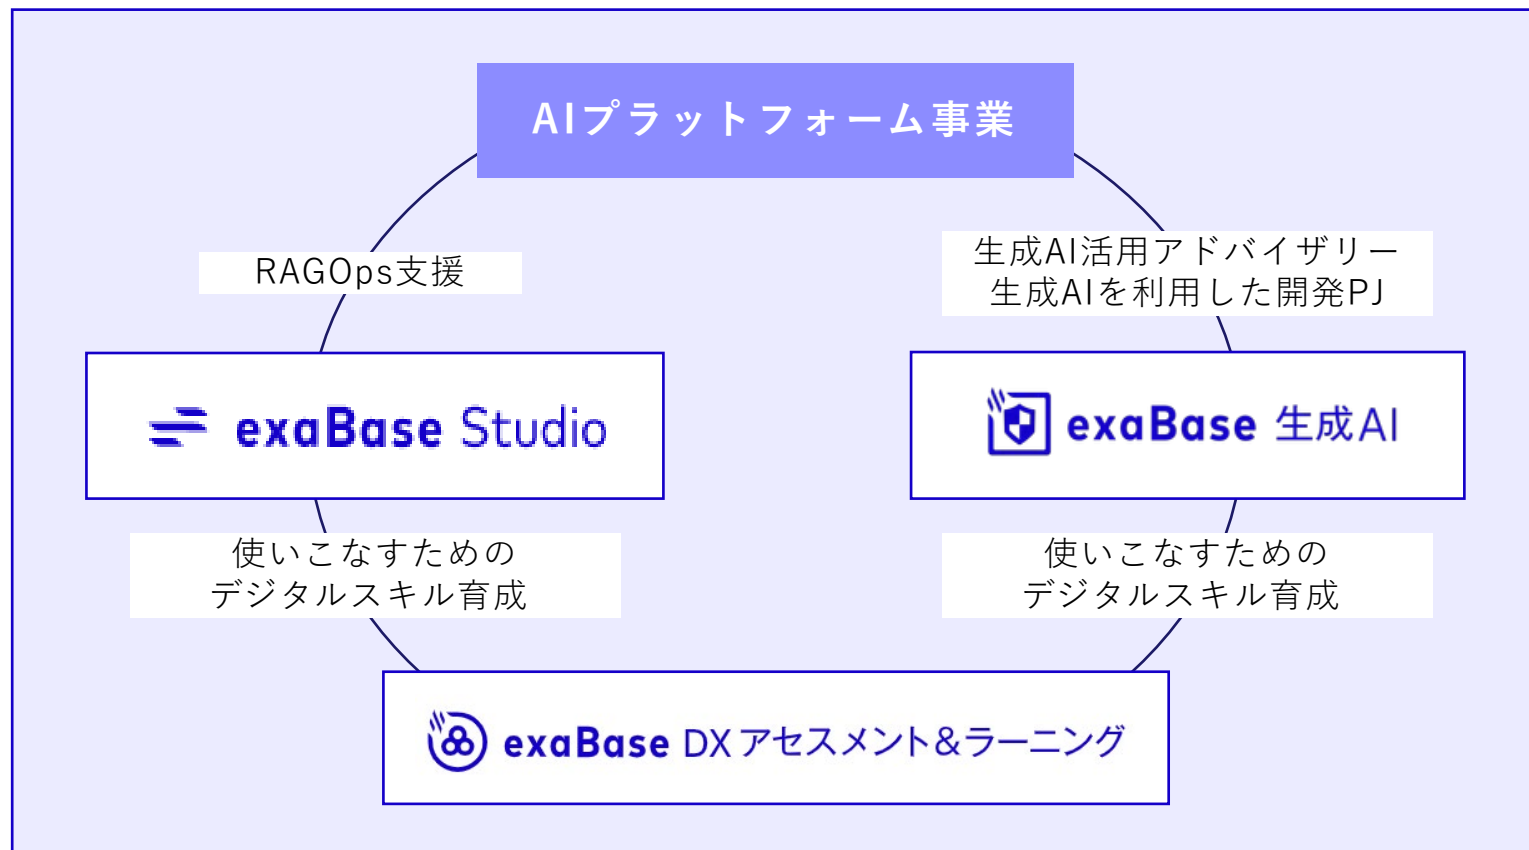 AIプラットフォーム事業
RAGOps支援
生成AI活用アドバイザリー
生成AIを利用した開発PJ
exaBase Studio
exaBase 生成AI
使いこなすための
デジタルスキル育成
使いこなすための
デジタルスキル育成
exaBase DXアセスメント&ラーニング